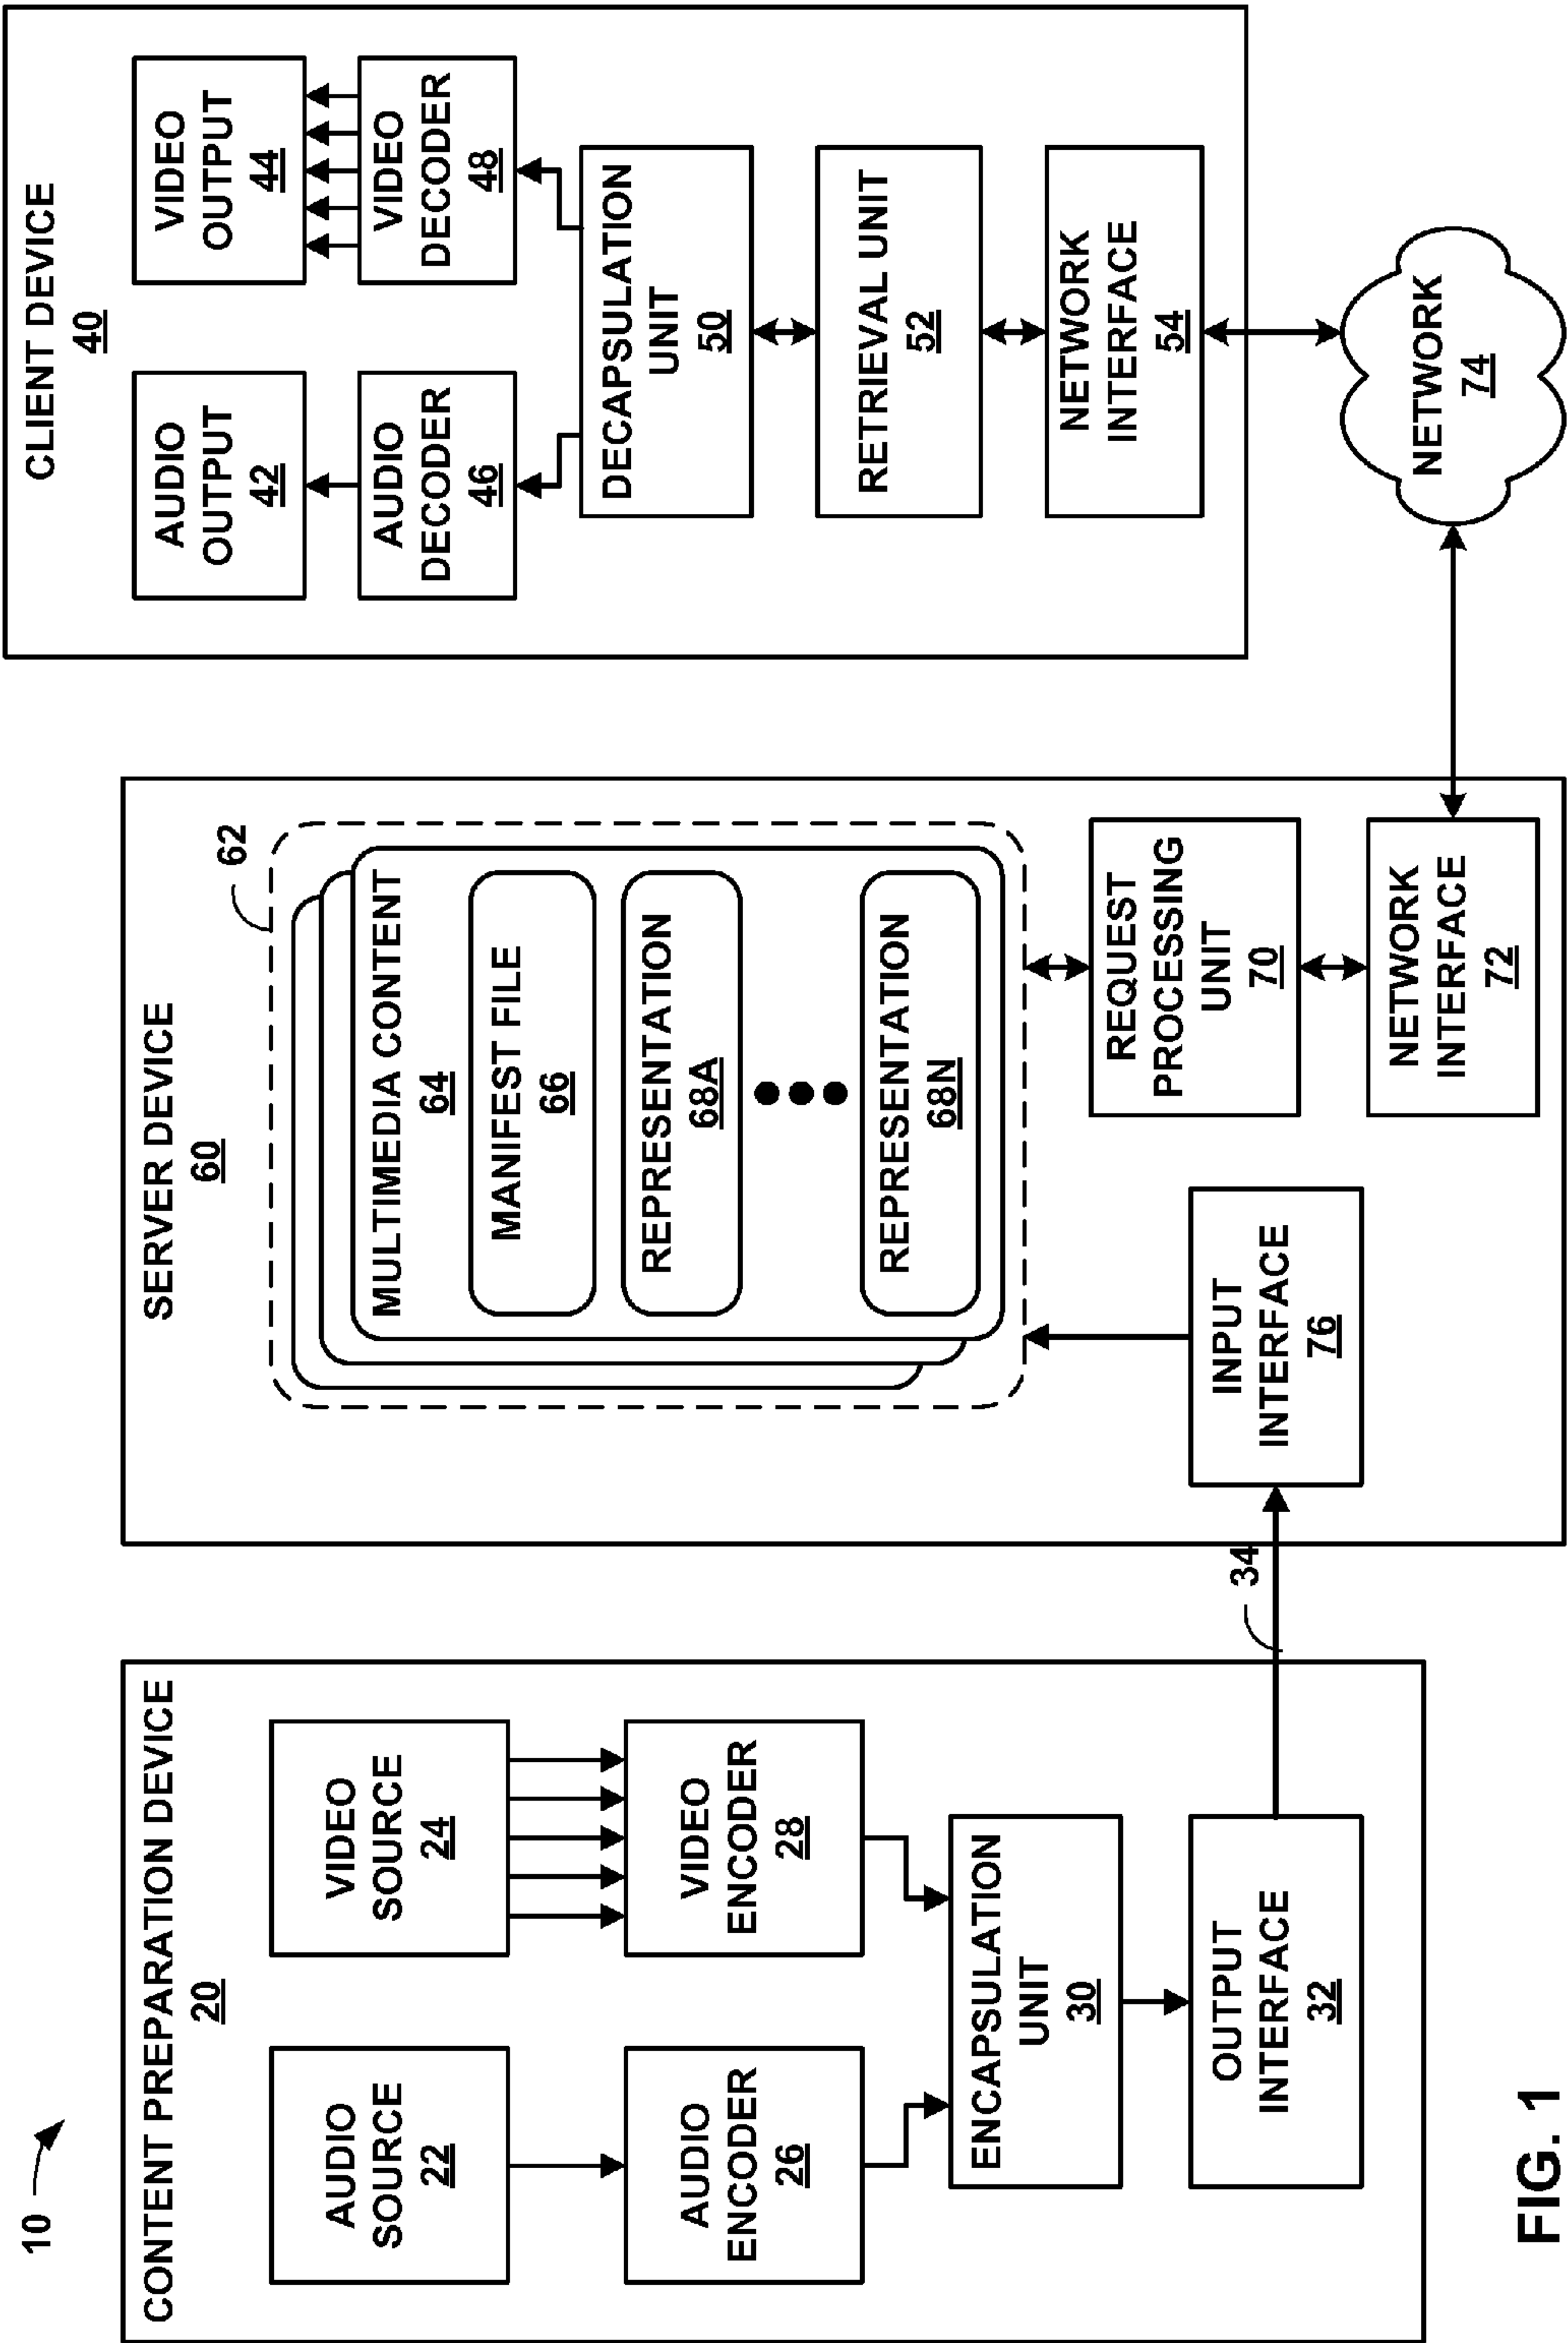 10
CONTENT PREPARATION DEVICE
20
AUDIO
SOURCE
22
VIDEO
SOURCE
24
AUDIO
ENCODER
26
VIDEO
ENCODER
28
ENCAPSULATION
UNIT
30
OUTPUT
INTERFACE
32
34
SERVER DEVICE
60
62
MULTIMEDIA CONTENT
64
MANIFEST FILE
66
REPRESENTATION
68A
REPRESENTATION
68N
INPUT
INTERFACE
76
REQUEST
PROCESSING
UNIT
70
NETWORK
INTERFACE
72
CLIENT DEVICE
40
AUDIO
OUTPUT
42
VIDEO
OUTPUT
44
AUDIO
DECODER
46
VIDEO
DECODER
48
DECAPSULATION
UNIT
50
RETRIEVAL UNIT
52
NETWORK
INTERFACE
54
NETWORK
74
FIG. 1